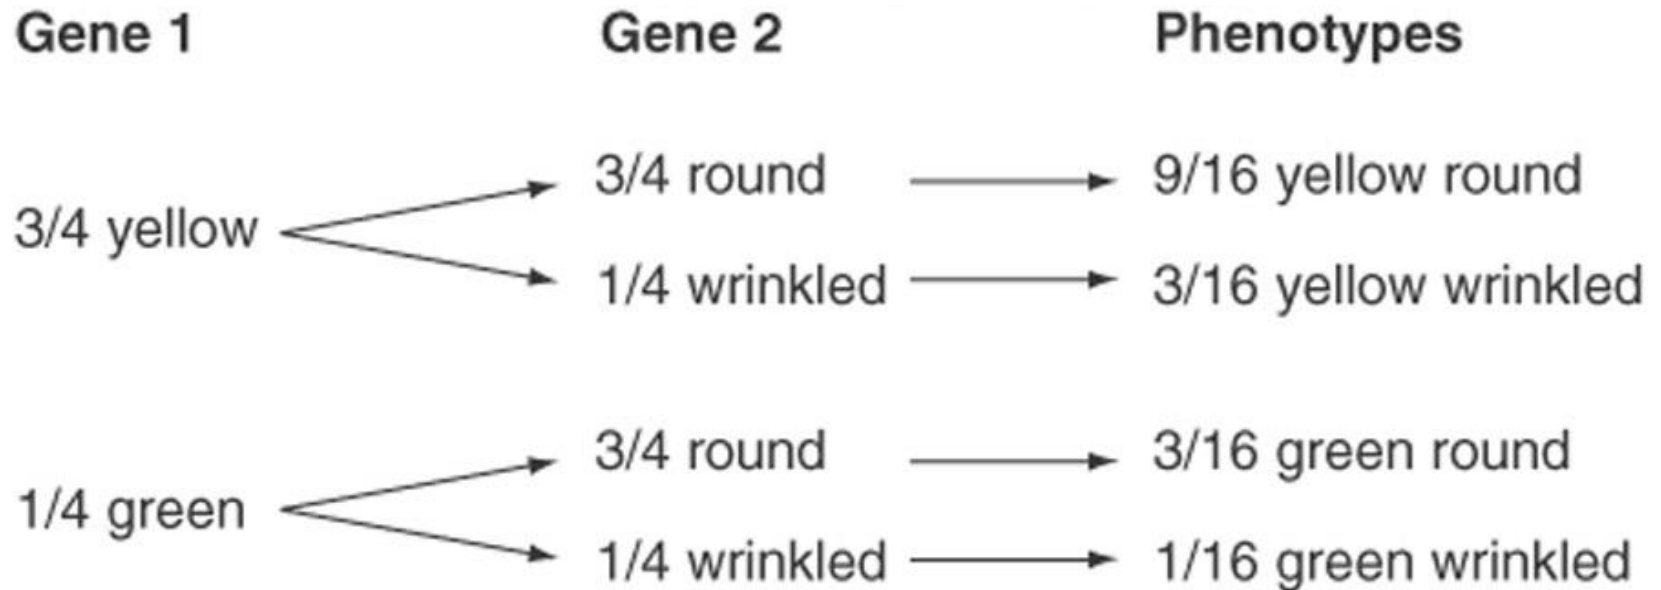 Gene 1 Gene 2 Phenotypes
3/4 round 9/16 yellow round
3/4 yellow
1/4 wrinkled 3/16 yellow wrinkled
3/4 round 3/16 green round
1/4 green
1/4 wrinkled 1/16 green wrinkled